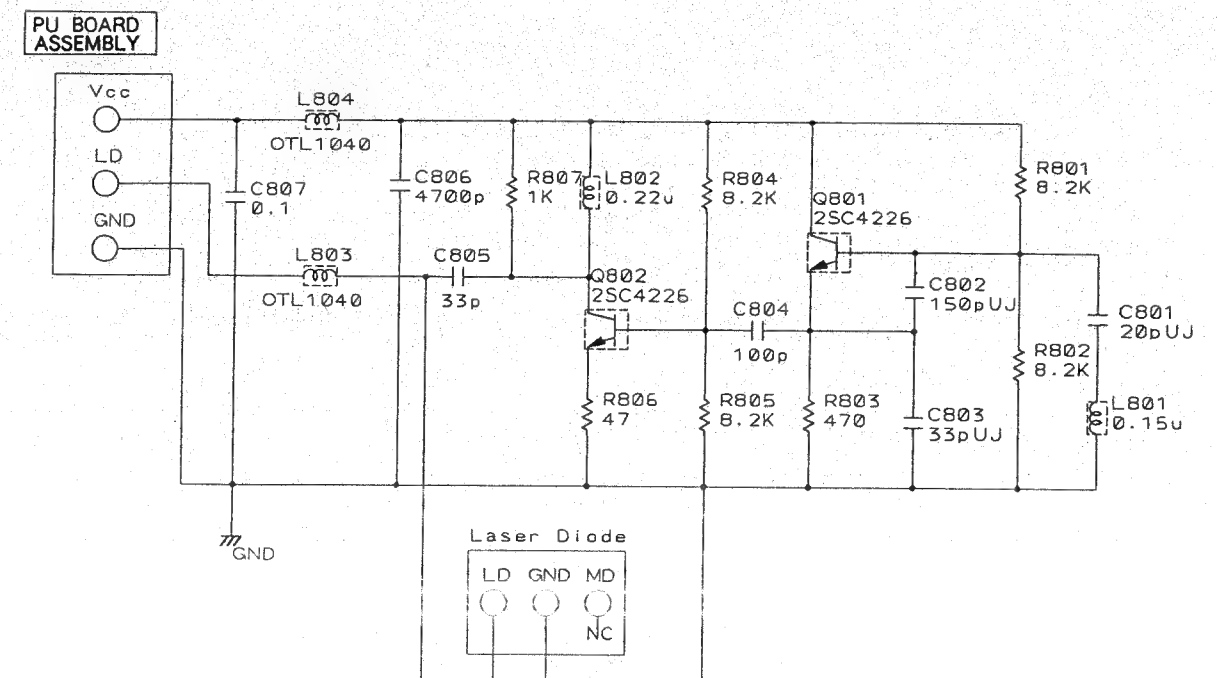 PU BOARD
ASSEMBLY
Vcc
LD
GND
L804
OTL1040
C807
0.1
L803
OTL1040
C806
4700p
C805
33p
R807
1K
L802
0.22u
Q802
2SC4226
R806
47
R804
8.2K
C804
100p
R805
8.2K
Q801
2SC4226
R803
470
C802
150pUJ
C803
33pUJ
R801
8.2K
R802
8.2K
C801
20pUJ
L801
0.15u
GND
Laser Diode
LD GND MD
NC